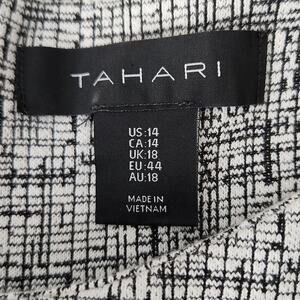 TAHARI
US:14
CA:14
UK:18
EU:44
AU:18
MADE IN
VIETNAM